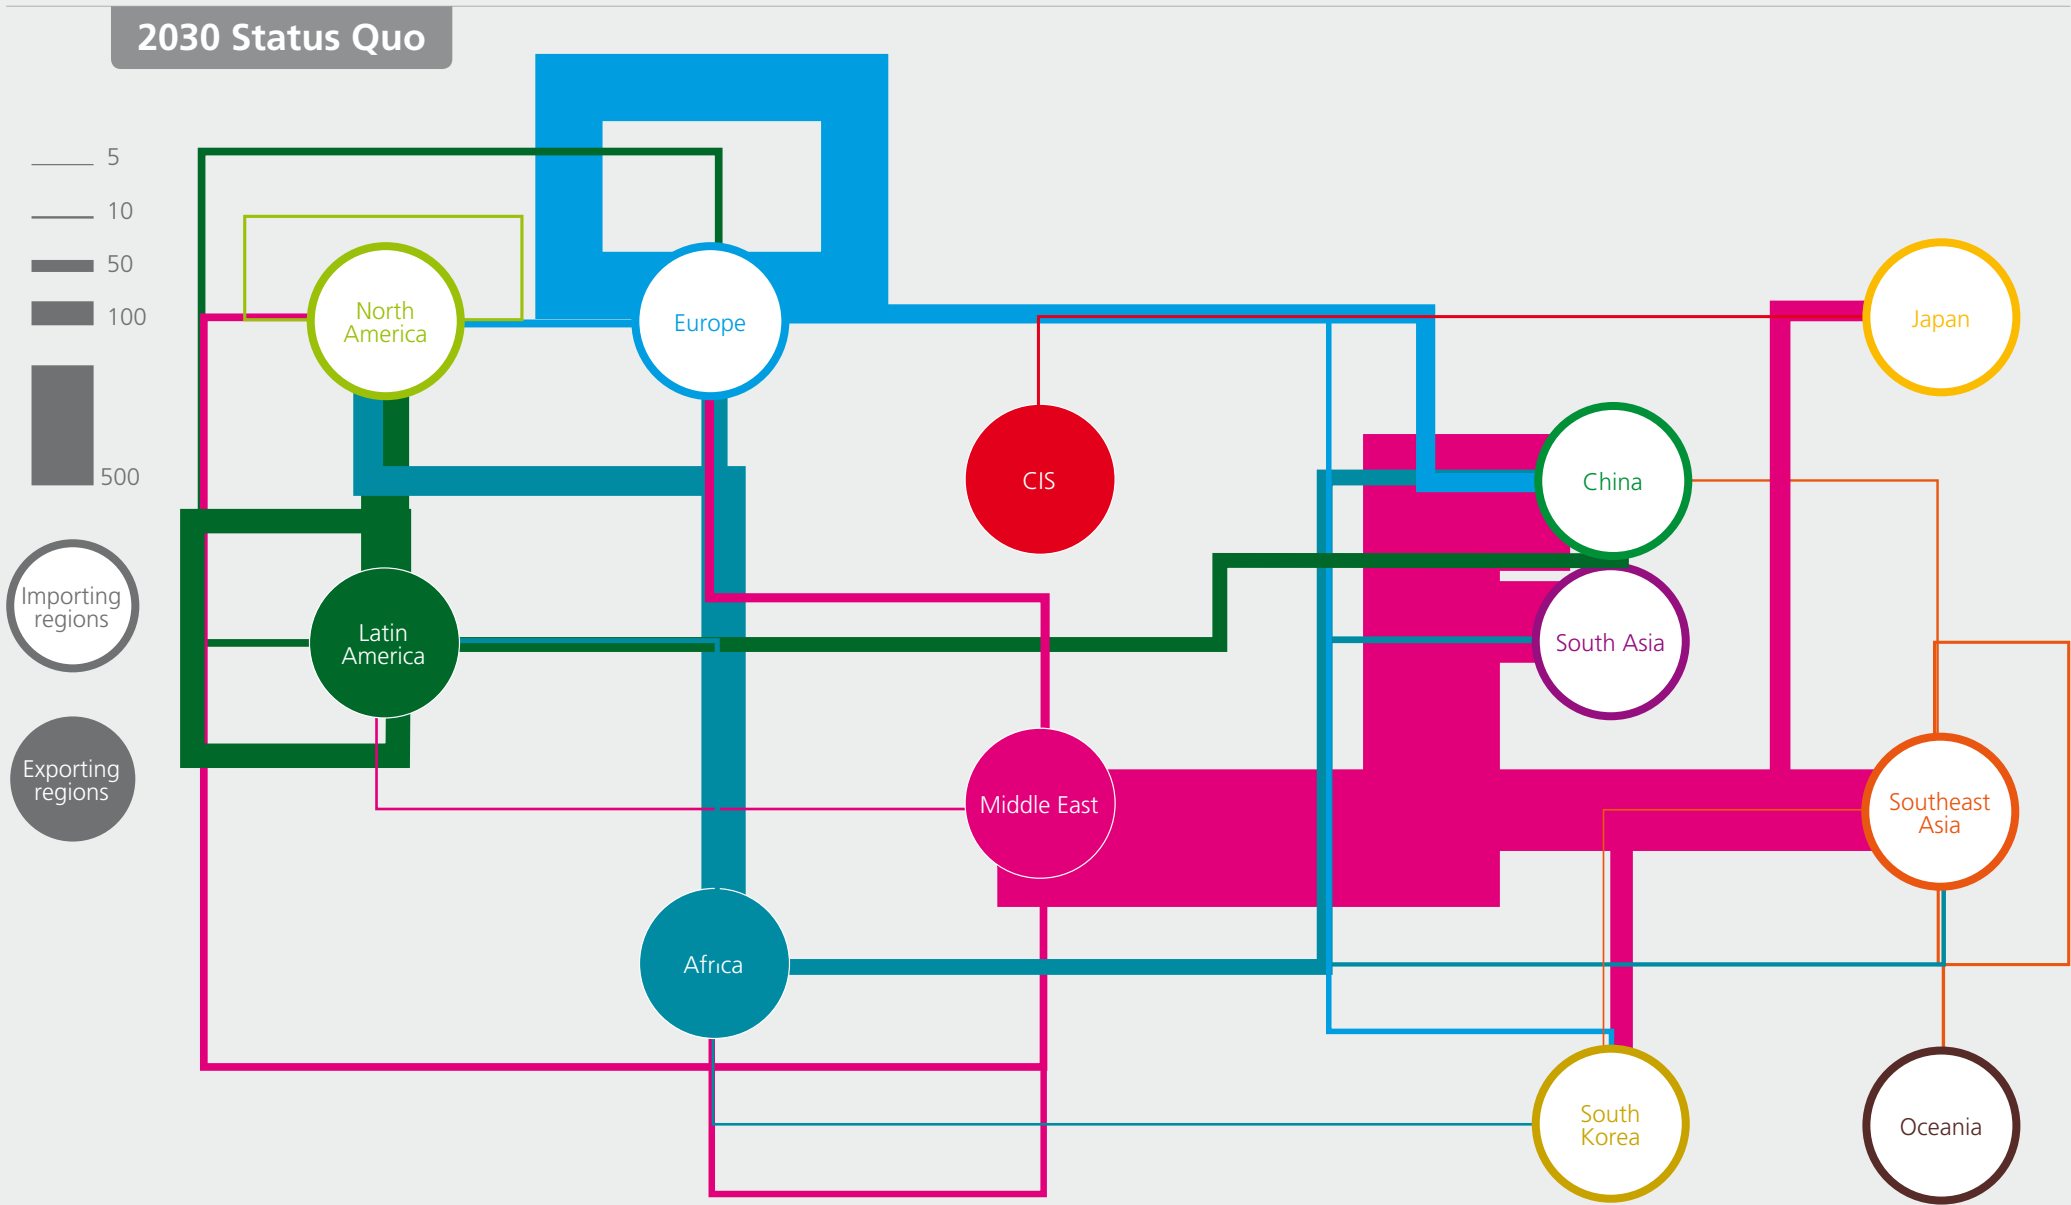 2030 Status Quo
5
10
50
100
500
Importing
regions
Exporting
regions
North
America
Europe
Japan
CIS
China
Latin
America
South Asia
Middle East
Southeast
Asia
Africa
South
Korea
Oceania